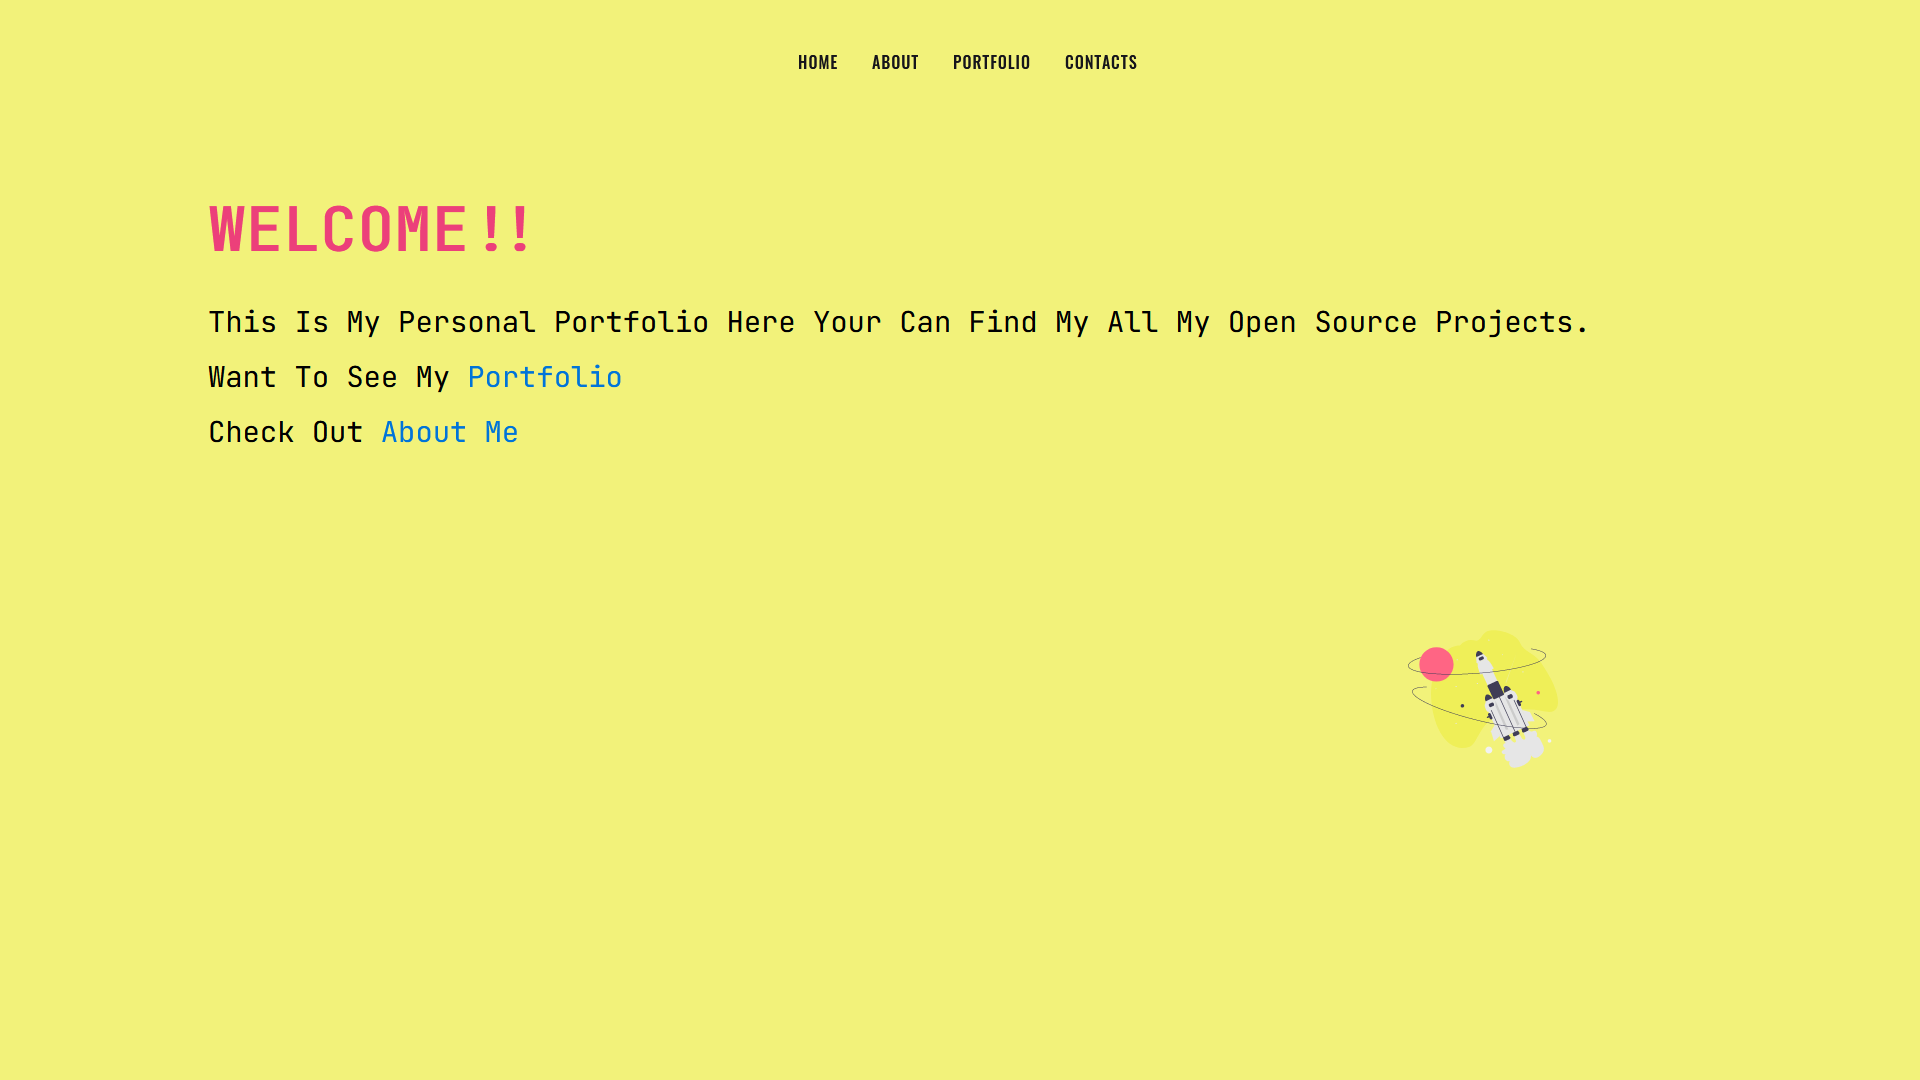 HOME ABOUT PORTFOLIO CONTACTS
WELCOME!!
This Is My Personal Portfolio Here Your Can Find My All My Open Source Projects.
Want To See My Portfolio
Check Out About Me